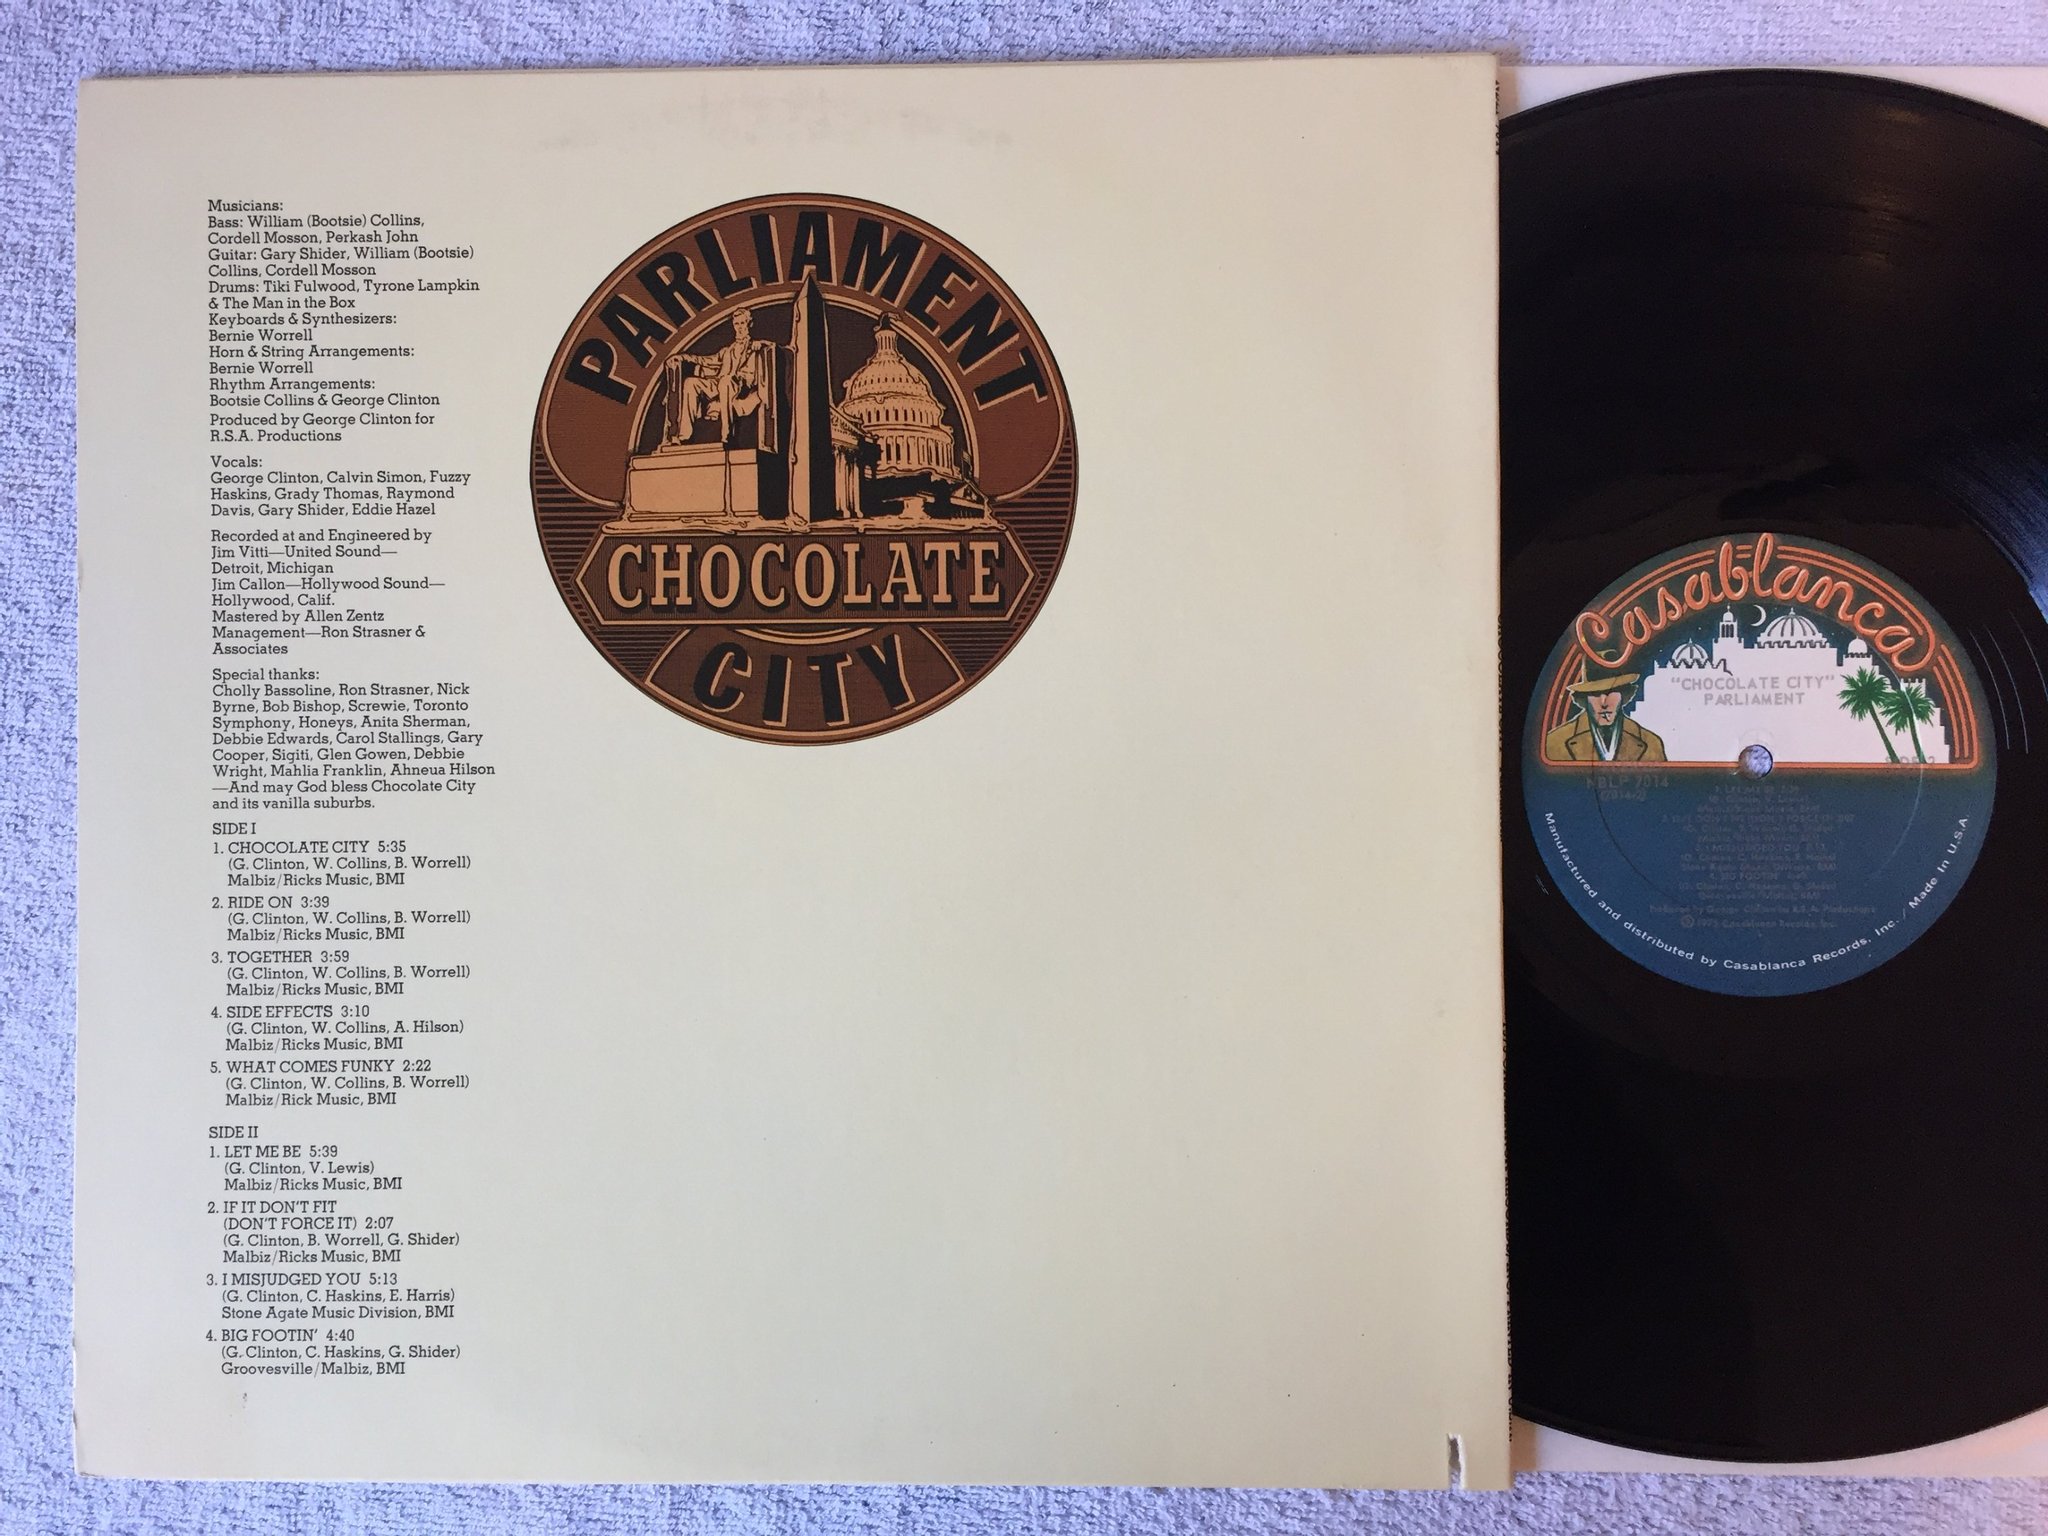 Musicians:
Bass: William (Bootsie) Collins,
Cordell Mosson, Perkash John
Guitar: Gary Shider, William (Bootsie)
Collins, Cordell Mosson
Drums: Tiki Fulwood, Tyrone Lampkin
& The Man in the Box
Keyboards & Synthesizers:
Bernie Worrell
Horn & String Arrangements:
Bernie Worrell
Rhythm Arrangements:
Bootsie Collins & George Clinton
Produced by George Clinton for
R.S.A. Productions
Vocals:
George Clinton, Calvin Simon, Fuzzy
Haskins, Grady Thomas, Raymond
Davis, Gary Shider, Eddie Hazel
Recorded at and Engineered by
Jim Vitti—United Sound—
Detroit, Michigan
Jim Callon—Hollywood Sound—
Hollywood, Calif.
Mastered by Allen Zentz
Management—Ron Strasner &
Associates
Special thanks:
Cholly Bassoline, Ron Strasner, Nick
Byrne, Bob Bishop, Screwie, Toronto
Symphony, Honeys, Anita Sherman,
Debbie Edwards, Carol Stallings, Gary
Cooper, Sigiti, Glen Gowen, Debbie
Wright, Mahlia Franklin, Ahneua Hilson
—And may God bless Chocolate City
and its vanilla suburbs.
SIDE I
1. CHOCOLATE CITY 5:35
(G. Clinton, W. Collins, B. Worrell)
Malbiz/Ricks Music, BMI
2. RIDE ON 3:39
(G. Clinton, W. Collins, B. Worrell)
Malbiz/Ricks Music, BMI
3. TOGETHER 3:59
(G. Clinton, W. Collins, B. Worrell)
Malbiz/Ricks Music, BMI
4. SIDE EFFECTS 3:10
(G. Clinton, W. Collins, A. Hilson)
Malbiz/Ricks Music, BMI
5. WHAT COMES FUNKY 2:22
(G. Clinton, W. Collins, B. Worrell)
Malbiz/Rick Music, BMI
SIDE II
1. LET ME BE 5:39
(G. Clinton, V. Lewis)
Malbiz/Ricks Music, BMI
2. IF IT DON'T FIT
(DON'T FORCE IT) 2:07
(G. Clinton, B. Worrell, G. Shider)
Malbiz/Ricks Music, BMI
3. I MISJUDGED YOU 5:13
(G. Clinton, C. Haskins, E. Harris)
Stone Agate Music Division, BMI
4. BIG FOOTIN' 4:40
(G. Clinton, C. Haskins, G. Shider)
Groovesville/Malbiz, BMI
PARLIAMENT
CHOCOLATE
CITY
Casablanca
"CHOCOLATE CITY"
PARLIAMENT
SIDE 2
NBLP 7014
1. LET ME BE
3. I MISJUDGED YOU
Manufactured and distributed by Casablanca Records, Inc. / Made in U.S.A.